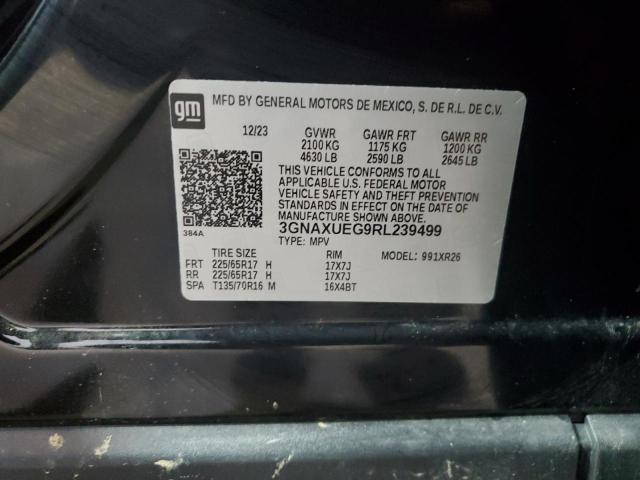 gm
MFD BY GENERAL MOTORS DE MEXICO, S. DE R.L. DE C.V.
12/23 GVWR GAWR FRT GAWR RR
2100 KG 1175 KG 1200 KG
4630 LB 2590 LB 2645 LB
THIS VEHICLE CONFORMS TO ALL
APPLICABLE U.S. FEDERAL MOTOR
VEHICLE SAFETY AND THEFT PREVENTION
STANDARDS IN EFFECT ON THE DATE OF
MANUFACTURE SHOWN ABOVE.
384A 3GNAXUEG9RL239499
TYPE: MPV MODEL: 991XR26
TIRE SIZE RIM
FRT 225/65R17 H 17X7J
RR 225/65R17 H 17X7J
SPA T135/70R16 M 16X4BT